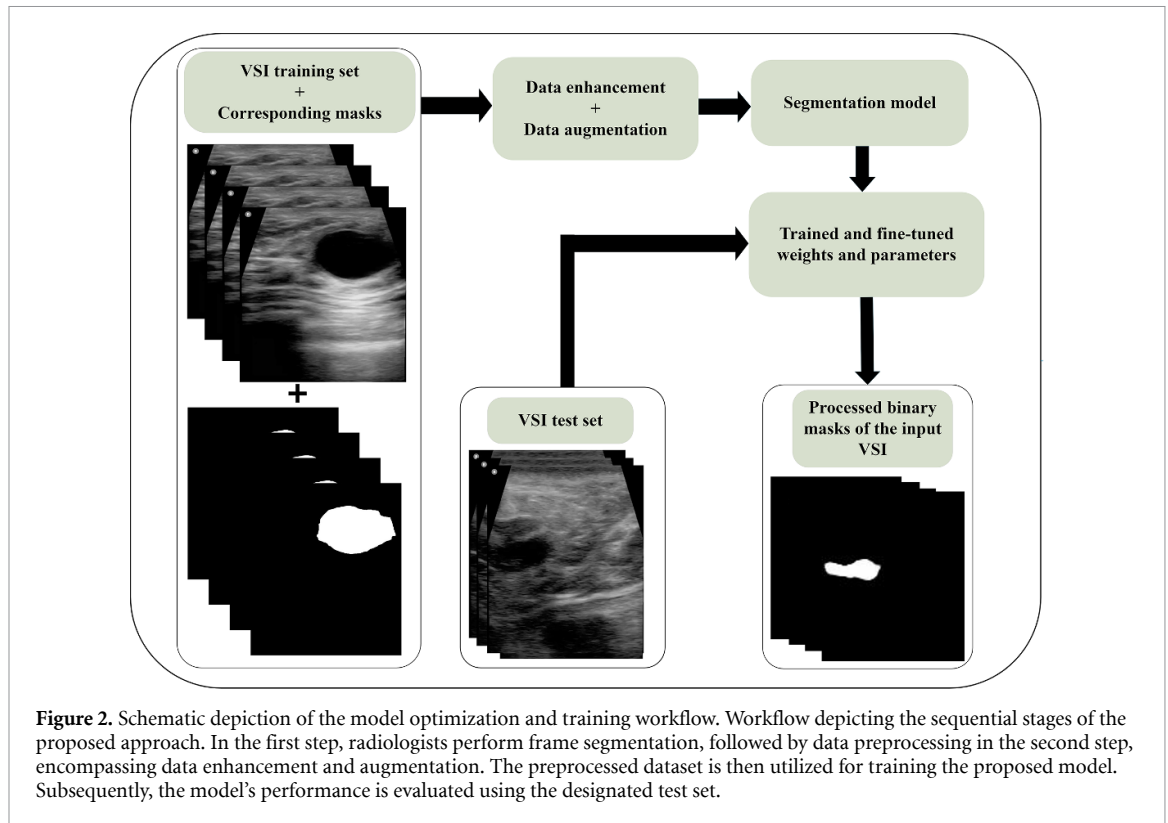 VSI training set
+
Corresponding masks
Data enhancement
+
Data augmentation
Segmentation model
Trained and fine-tuned
weights and parameters
+
VSI test set
Processed binary
masks of the input
VSI
Figure 2. Schematic depiction of the model optimization and training workflow. Workflow depicting the sequential stages of the
proposed approach. In the first step, radiologists perform frame segmentation, followed by data preprocessing in the second step,
encompassing data enhancement and augmentation. The preprocessed dataset is then utilized for training the proposed model.
Subsequently, the model’s performance is evaluated using the designated test set.